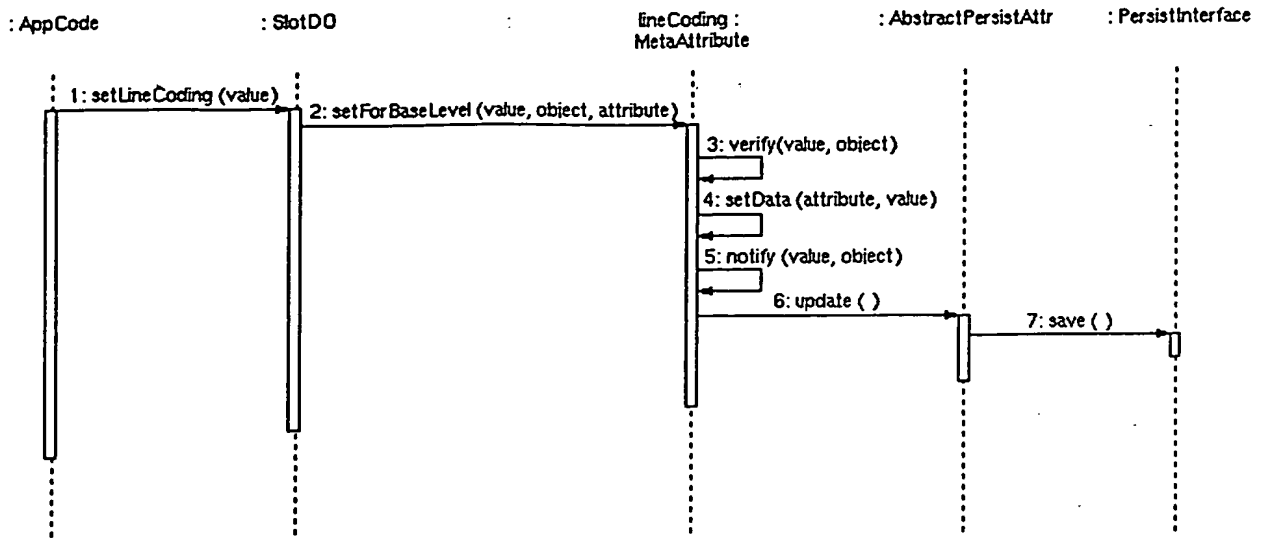 : AppCode
: SlotDO
:
lineCoding :
MetaAttribute
: AbstractPersistAttr
: PersistInterface
1: setLineCoding (value)
2: setForBaseLevel (value, object, attribute)
3: verify(value, object)
4: setData (attribute, value)
5: notify (value, object)
6: update ( )
7: save ( )